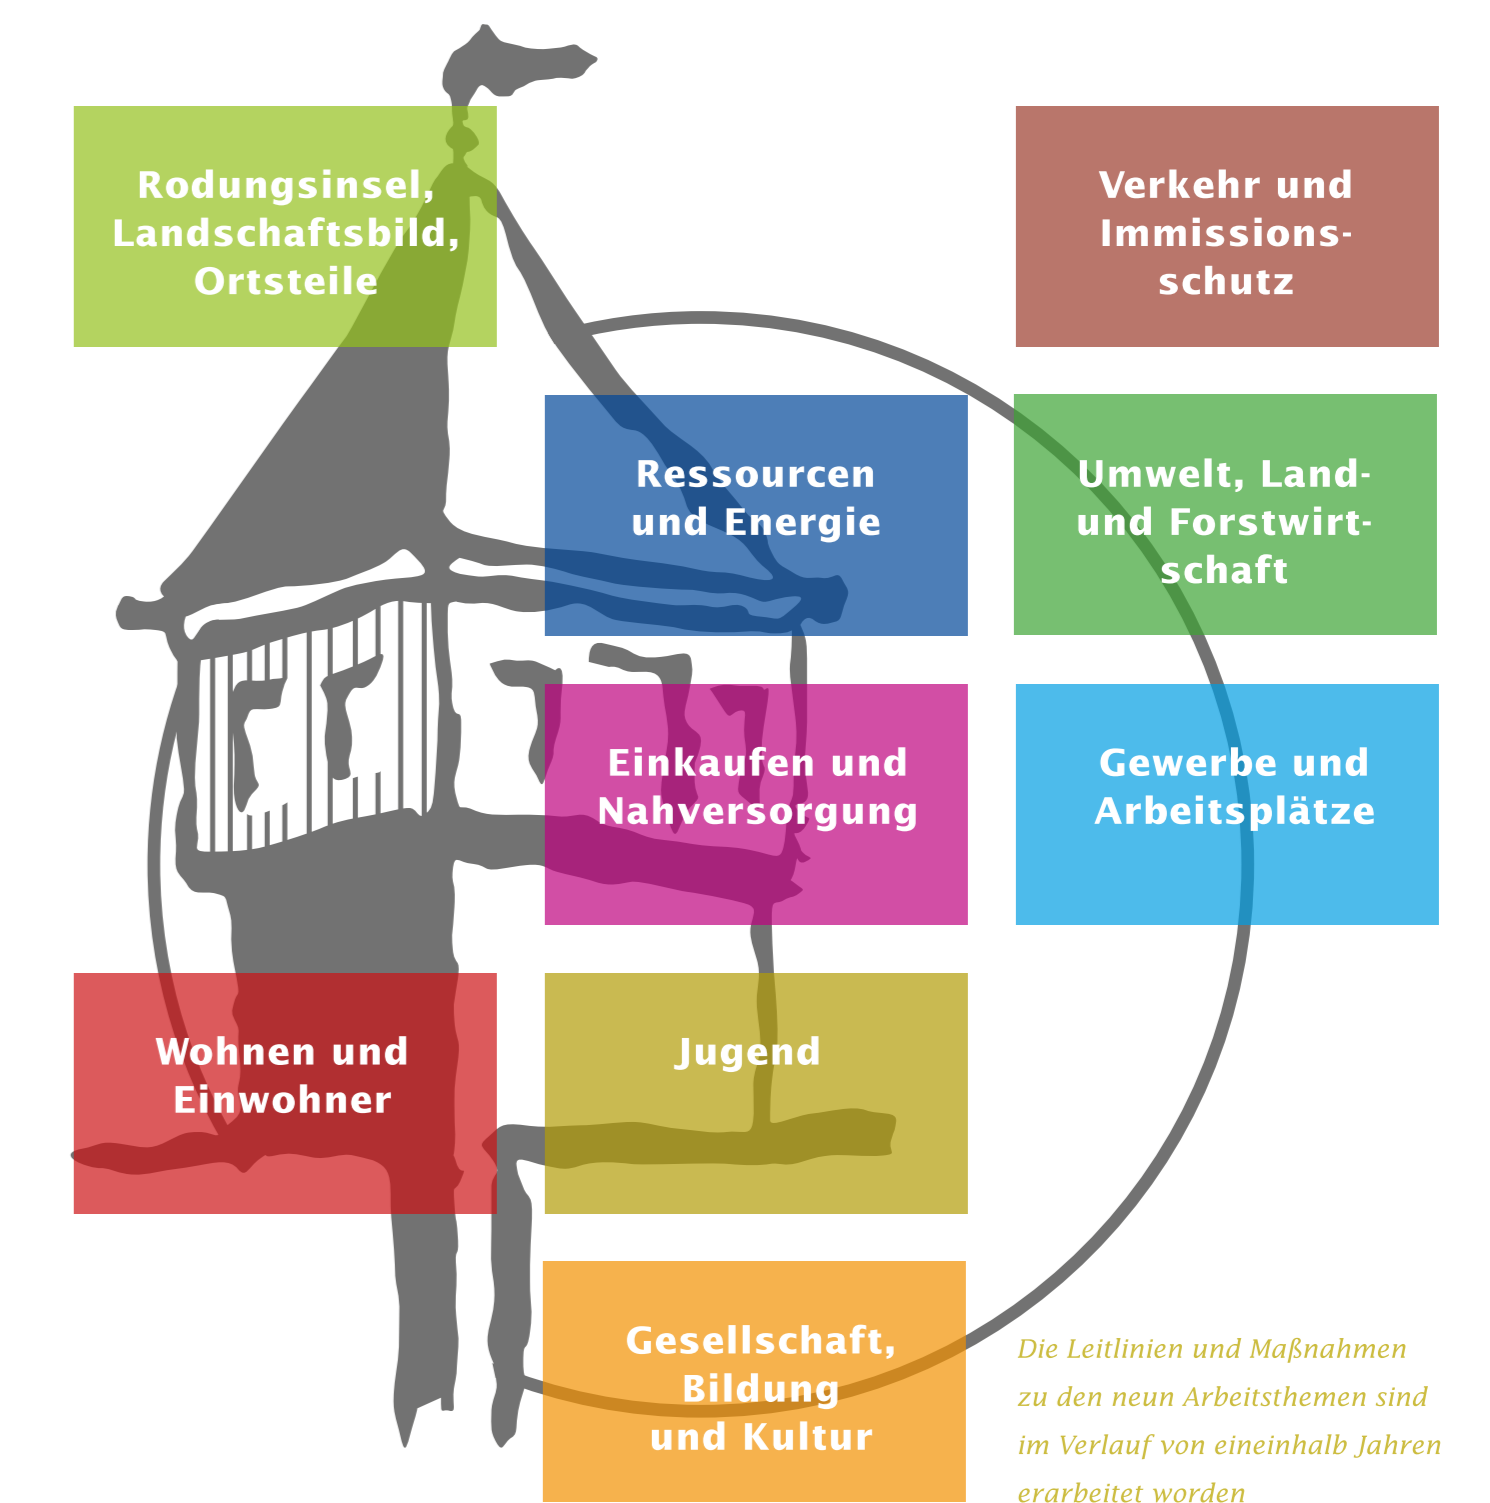 Rodungsinsel,
Landschaftsbild,
Ortsteile
Verkehr und
Immissions-
schutz
Ressourcen
und Energie
Umwelt, Land-
und Forstwirt-
schaft
Einkaufen und
Nahversorgung
Gewerbe und
Arbeitsplätze
Wohnen und
Einwohner
Jugend
Gesellschaft,
Bildung
und Kultur
Die Leitlinien und Maßnahmen
zu den neun Arbeitsthemen sind
im Verlauf von eineinhalb Jahren
erarbeitet worden